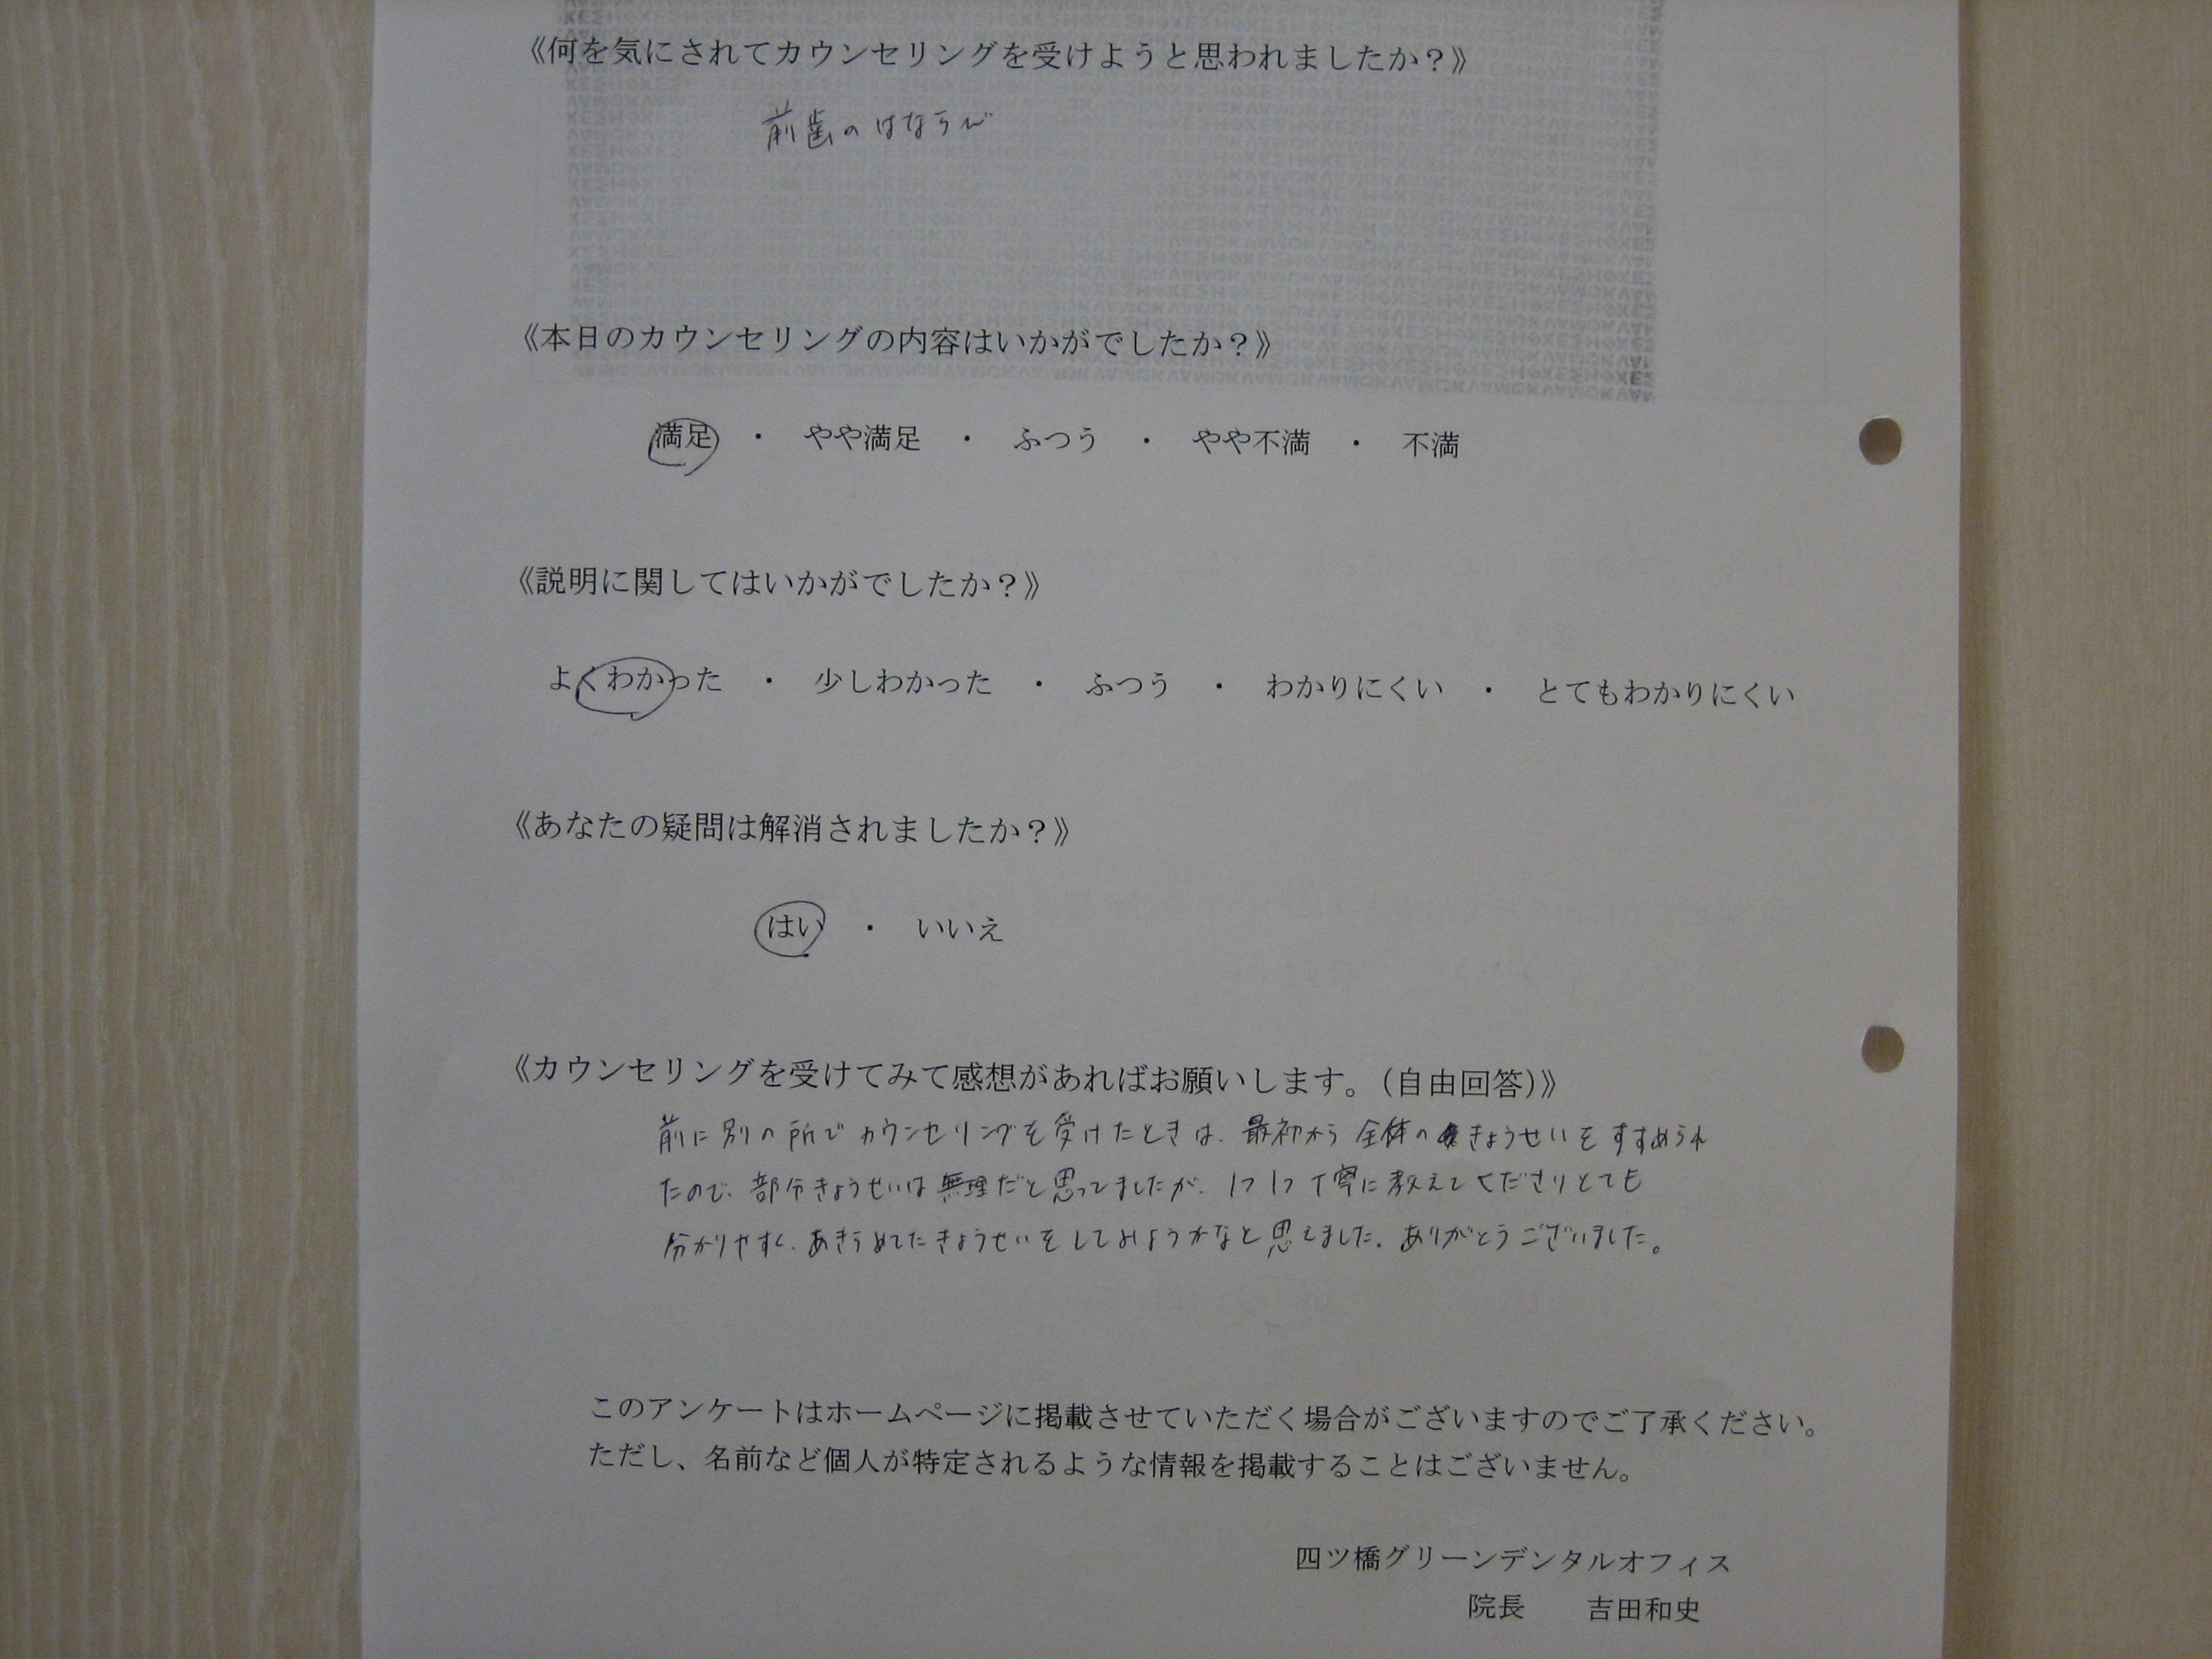 《何を気にされてカウンセリングを受けようと思われましたか？》
前歯のはならび
《本日のカウンセリングの内容はいかがでしたか？》
満足 ・ やや満足 ・ ふつう ・ やや不満 ・ 不満
《説明に関してはいかがでしたか？》
よくわかった ・ 少しわかった ・ ふつう ・ わかりにくい ・ とてもわかりにくい
《あなたの疑問は解消されましたか？》
はい ・ いいえ
《カウンセリングを受けてみて感想があればお願いします。（自由回答）》
前に別の所でカウンセリングを受けたときは、最初から全体のきょうせいをすすめられ
たので、部分きょうせいは無理だと思ってましたが、丁寧に教えてくださりとても
分かりやすく、あきらめてたきょうせいをしてみようかなと思えました。ありがとうございました。
このアンケートはホームページに掲載させていただく場合がございますのでご了承ください。
ただし、名前など個人が特定されるような情報を掲載することはございません。
四ツ橋グリーンデンタルオフィス
院長　吉田和史